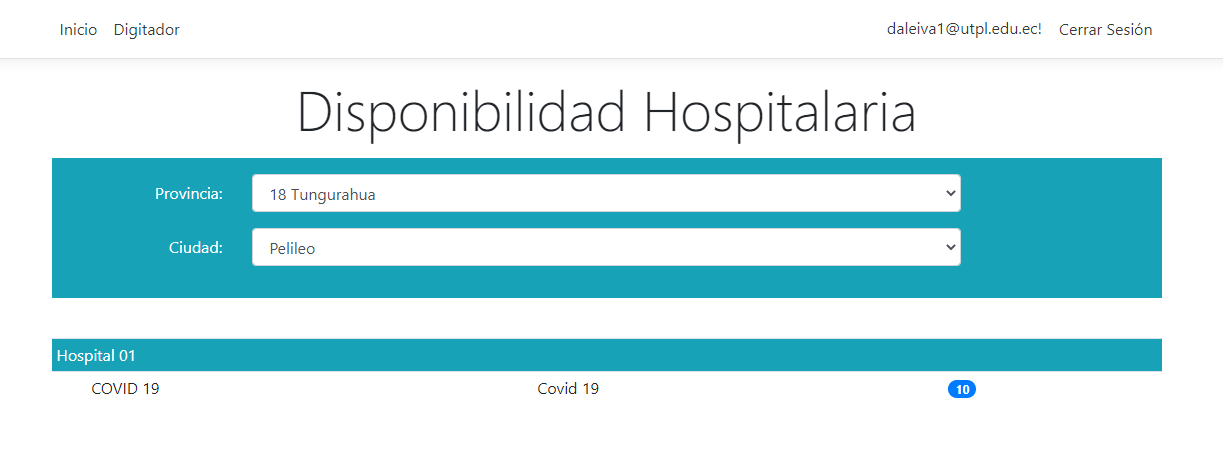 Inicio Digitador daleiva1@utpl.edu.ec! Cerrar Sesión
Disponibilidad Hospitalaria
Provincia: 18 Tungurahua
Ciudad: Pelileo
Hospital 01
COVID 19 Covid 19 10